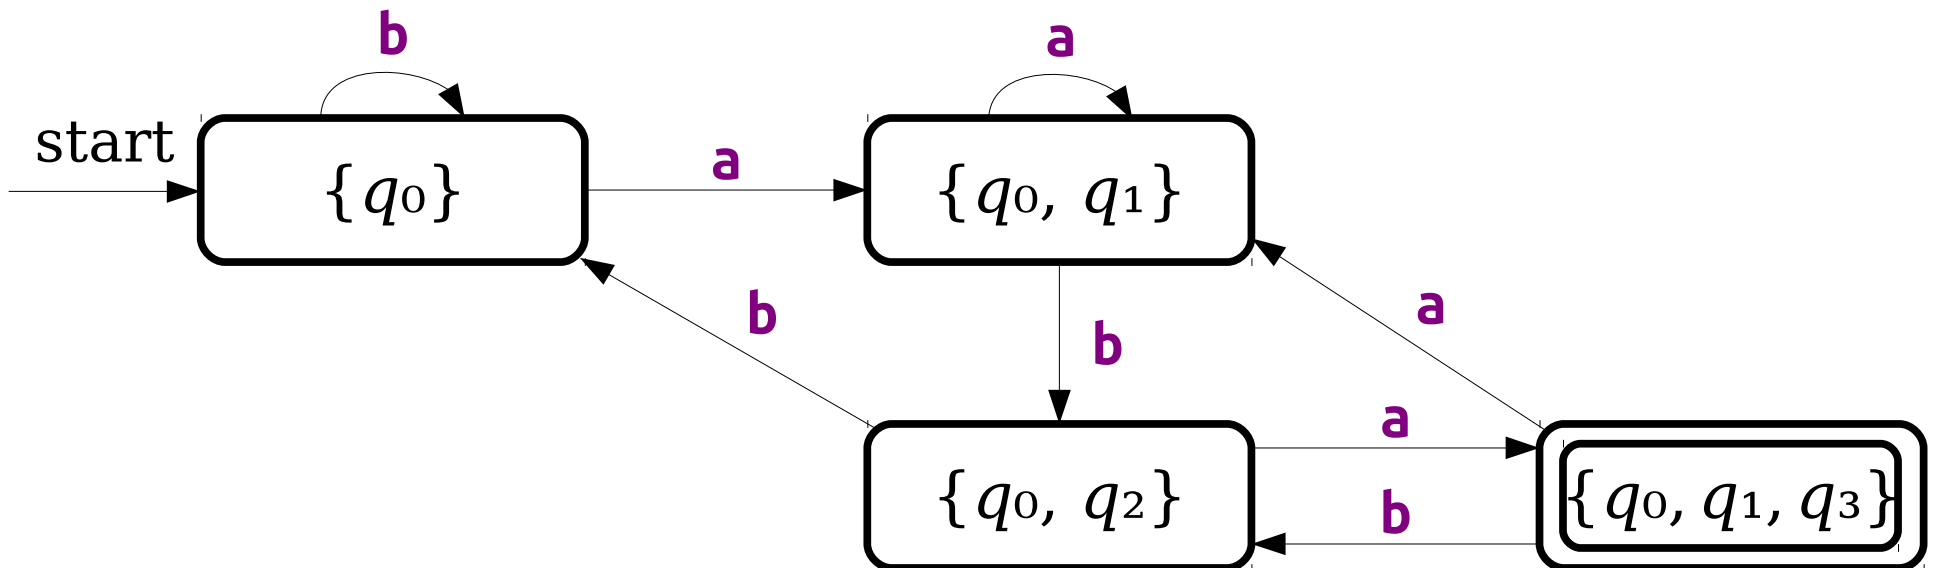 b
a
start
a
{q₀}
{q₀, q₁}
b
a
b
a
{q₀, q₂}
{q₀, q₁, q₃}
b